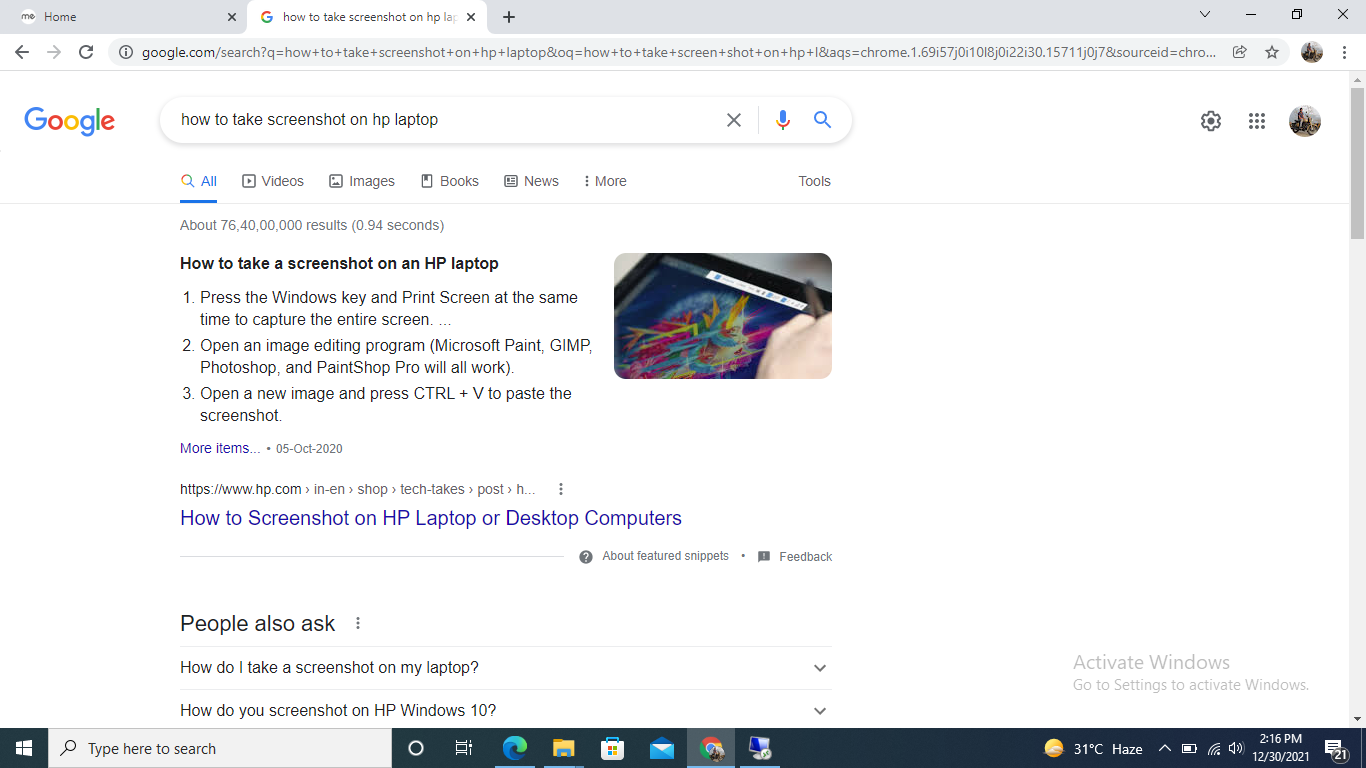 me Home
how to take screenshot on hp lap
google.com/search?q=how+to+take+screenshot+on+hp+laptop&oq=how+to+take+screen+shot+on+hp+l&aqs=chrome.1.69i57j0i10l8j0i22i30.15711j0j7&sourceid=chro...
Google
how to take screenshot on hp laptop
All Videos Images Books News More Tools
About 76,40,00,000 results (0.94 seconds)
How to take a screenshot on an HP laptop
1. Press the Windows key and Print Screen at the same
time to capture the entire screen. ...
2. Open an image editing program (Microsoft Paint, GIMP,
Photoshop, and PaintShop Pro will all work).
3. Open a new image and press CTRL + V to paste the
screenshot.
More items... • 05-Oct-2020
https://www.hp.com › in-en › shop › tech-takes › post › h...
How to Screenshot on HP Laptop or Desktop Computers
About featured snippets • Feedback
People also ask
How do I take a screenshot on my laptop?
How do you screenshot on HP Windows 10?
Activate Windows
Go to Settings to activate Windows.
Type here to search
31°C Haze
2:16 PM
12/30/2021
21